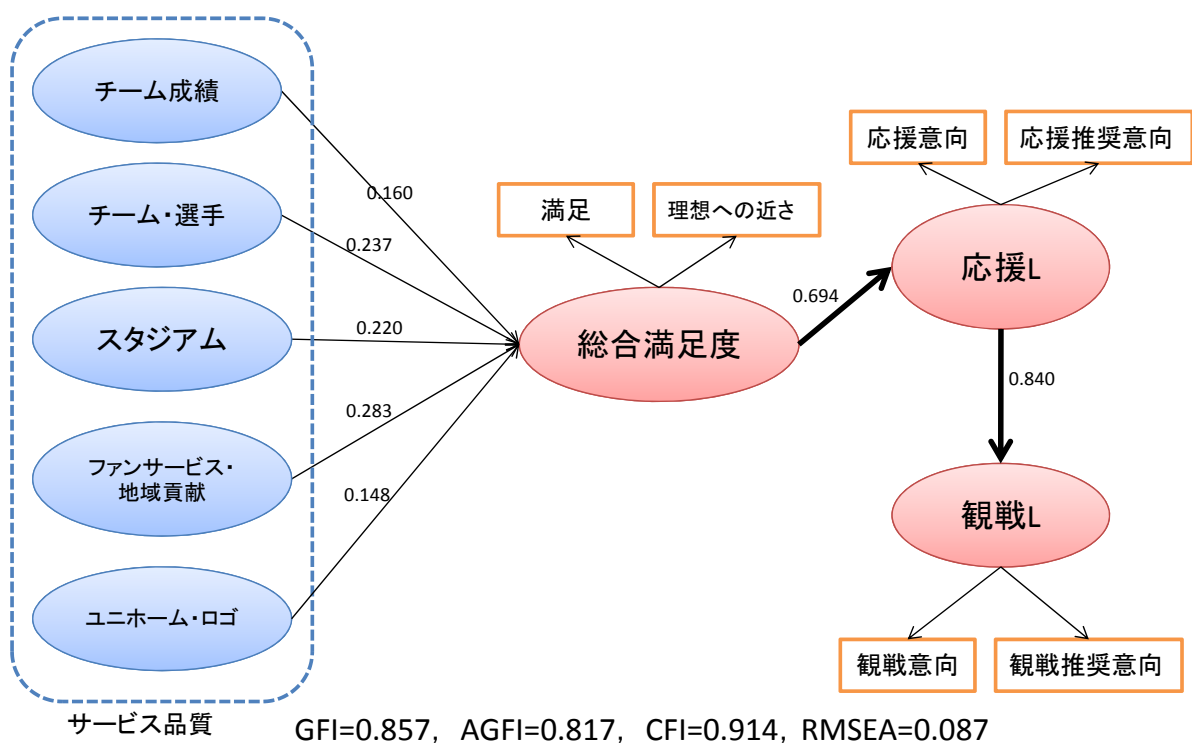 チーム成績
チーム・選手
スタジアム
ファンサービス・
地域貢献
ユニホーム・ロゴ
サービス品質
0.160
0.237
0.220
0.283
0.148
満足
理想への近さ
総合満足度
0.694
応援意向
応援推奨意向
応援L
0.840
観戦L
観戦意向
観戦推奨意向
GFI=0.857, AGFI=0.817, CFI=0.914, RMSEA=0.087